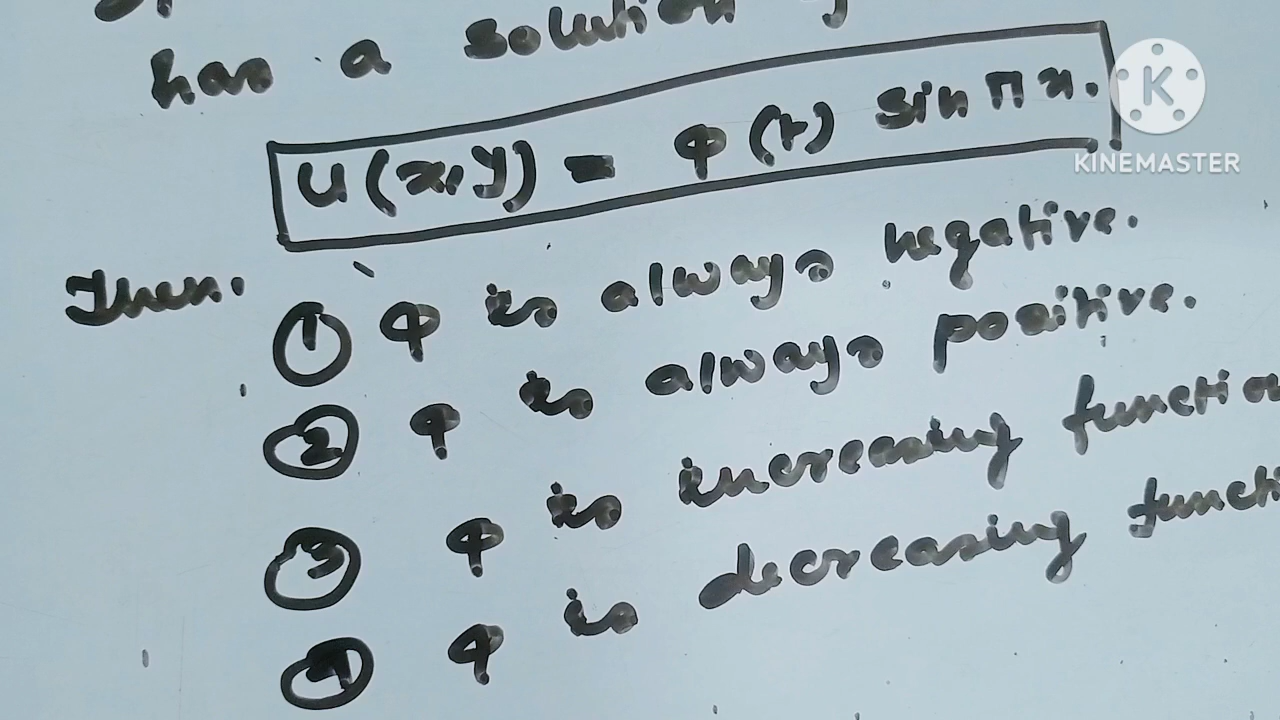 has a solution
U(x,y) = φ(t) sin πx.
KINEMASTER
Then.
① φ is always negative.
② φ is always positive.
③ φ is increasing function
④ φ is decreasing functi